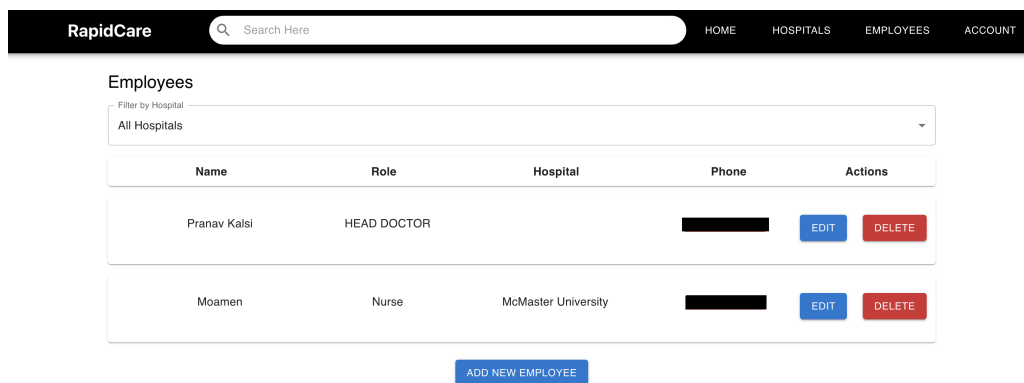 RapidCare Search Here HOME HOSPITALS EMPLOYEES ACCOUNT
Employees
Filter by Hospital
All Hospitals
Name Role Hospital Phone Actions
Pranav Kalsi HEAD DOCTOR EDIT DELETE
Moamen Nurse McMaster University EDIT DELETE
ADD NEW EMPLOYEE